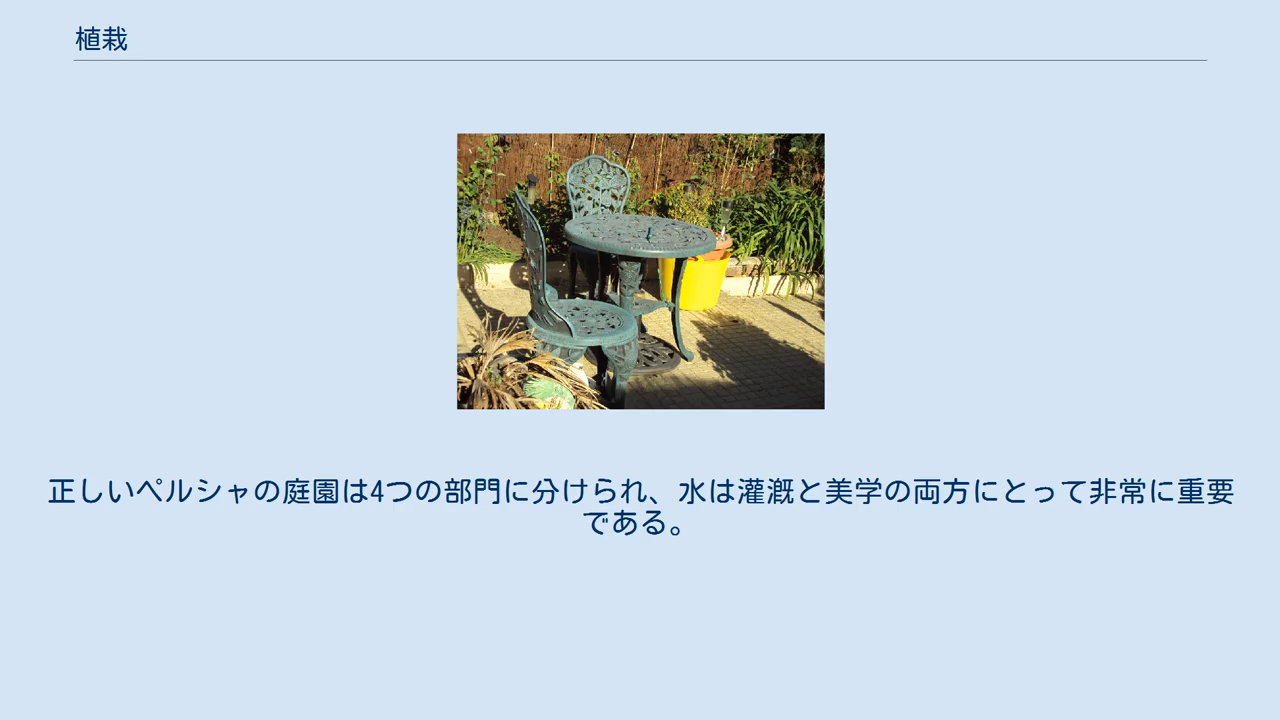 植栽
正しいペルシャの庭園は4つの部門に分けられ、水は灌漑と美学の両方にとって非常に重要
である。